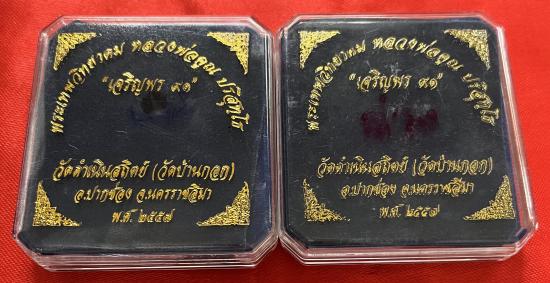 พระเทพวิทยาคม หลวงพ่อคูณ ปริสุทโธ
"เจริญพร ๙๑"
วัดดำเนินสถิตย์ (วัดบ้านกอก)
อ.ปากช่อง จ.นครราชสีมา
พ.ศ. ๒๕๕๗
พระเทพวิทยาคม หลวงพ่อคูณ ปริสุทโธ
"เจริญพร ๙๑"
วัดดำเนินสถิตย์ (วัดบ้านกอก)
อ.ปากช่อง จ.นครราชสีมา
พ.ศ. ๒๕๕๗